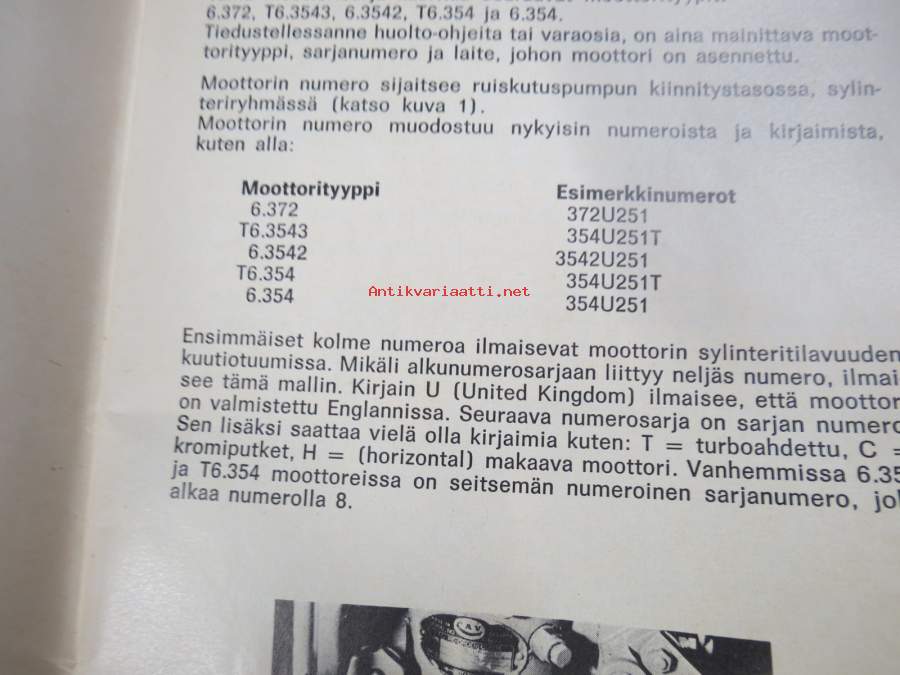 6.372, T6.3543, 6.3542, T6.354 ja 6.354.
Tiedustellessanne huolto-ohjeita tai varaosia, on aina mainittava moot-
torityyppi, sarjanumero ja laite, johon moottori on asennettu.
Moottorin numero sijaitsee ruiskutuspumpun kiinnitystasossa, sylin-
teriryhmässä (katso kuva 1).
Moottorin numero muodostuu nykyisin numeroista ja kirjaimista,
kuten alla:
Moottorityyppi Esimerkkinumerot
6.372 372U251
T6.3543 354U251T
6.3542 3542U251
T6.354 354U251T
6.354 354U251
Antikvariaatti.net
Ensimmäiset kolme numeroa ilmaisevat moottorin sylinteritilavuuden
kuutiotuumissa. Mikäli alkunumerosarjaan liittyy neljäs numero, ilmai-
see tämä mallin. Kirjain U (United Kingdom) ilmaisee, että moottor
on valmistettu Englannissa. Seuraava numerosarja on sarjan numero
Sen lisäksi saattaa vielä olla kirjaimia kuten: T = turboahdettu, C =
kromiputket, H = (horizontal) makaava moottori. Vanhemmissa 6.35
ja T6.354 moottoreissa on seitsemän numeroinen sarjanumero, jo
alkaa numerolla 8.
C.A.V.